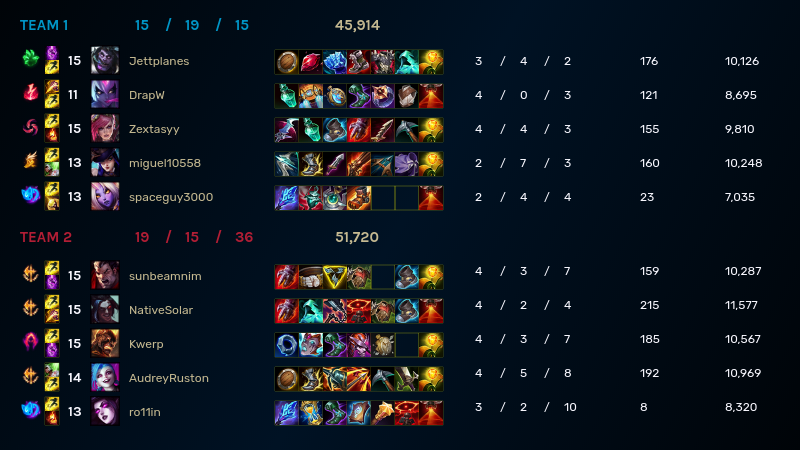 TEAM 1 15 / 19 / 15 45,914
15 Jettplanes 3 / 4 / 2 176 10,126
11 DrapW 4 / 0 / 3 121 8,695
15 Zextasyy 4 / 4 / 3 155 9,810
13 miguel10558 2 / 7 / 3 160 10,248
13 spaceguy3000 2 / 4 / 4 23 7,035
TEAM 2 19 / 15 / 36 51,720
15 sunbeamnim 4 / 3 / 7 159 10,287
15 NativeSolar 4 / 2 / 4 215 11,577
15 Kwerp 4 / 3 / 7 185 10,567
14 AudreyRuston 4 / 5 / 8 192 10,969
13 ro11in 3 / 2 / 10 8 8,320